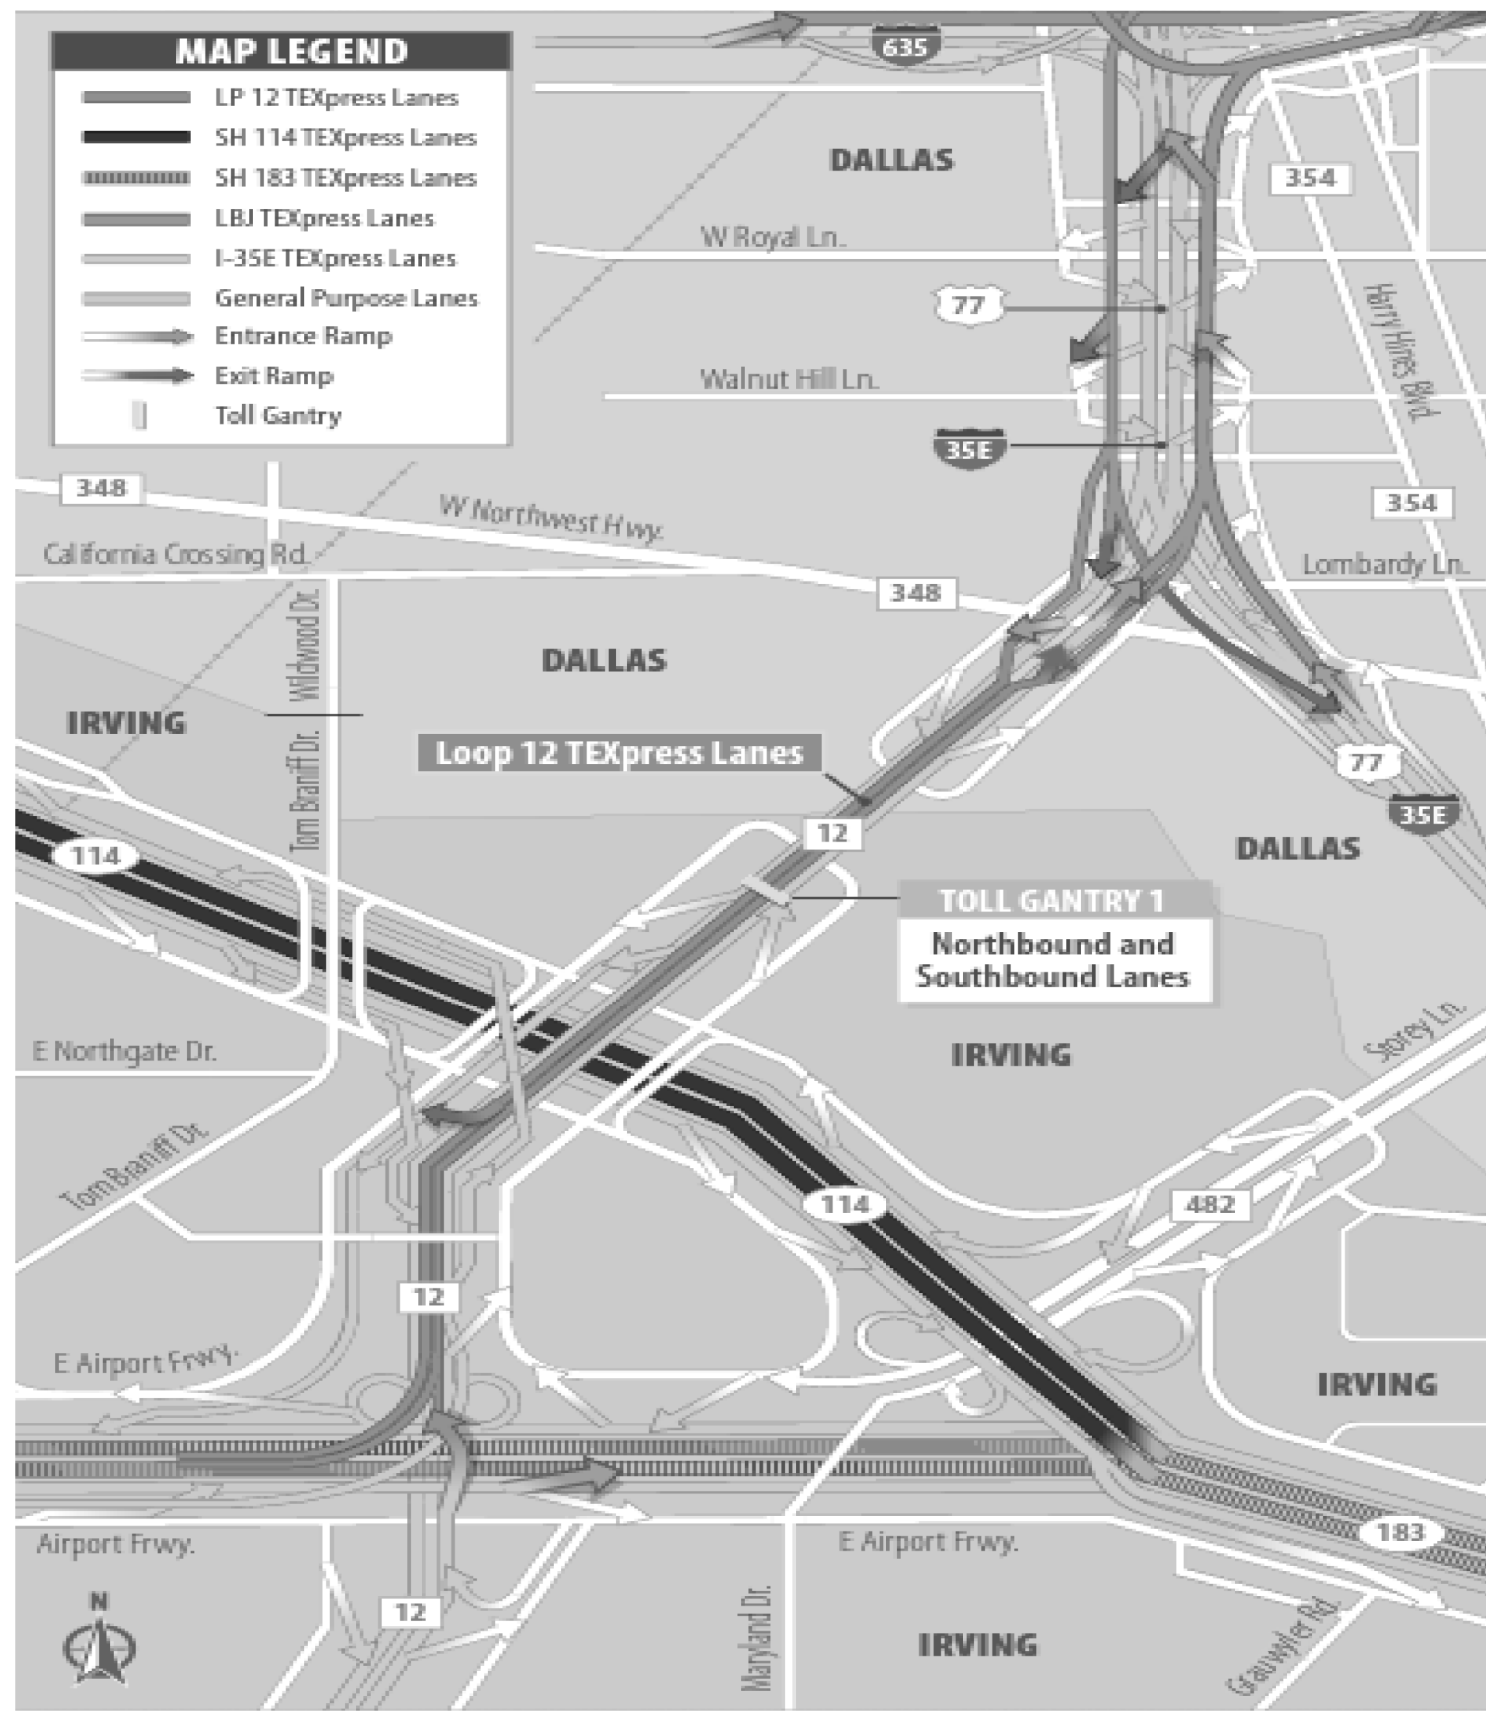 MAP LEGEND
LP 12 TEXpress Lanes
SH 114 TEXpress Lanes
SH 183 TEXpress Lanes
LBJ TEXpress Lanes
I-35E TEXpress Lanes
General Purpose Lanes
Entrance Ramp
Exit Ramp
Toll Gantry
635
DALLAS
354
W Royal Ln.
77
Harry Hines Blvd.
Walnut Hill Ln.
35E
348
W Northwest Hwy.
354
California Crossing Rd.
Lombardy Ln.
348
Wildwood Dr.
DALLAS
IRVING
Loop 12 TEXpress Lanes
77
Tom Braniff Dr.
35E
12
DALLAS
114
TOLL GANTRY 1
Northbound and
Southbound Lanes
Storey Ln.
E Northgate Dr.
IRVING
Tom Braniff Dr.
114
482
12
E Airport Frwy.
IRVING
183
Airport Frwy.
E Airport Frwy.
N
12
Maryland Dr.
IRVING
Grauwyler Rd.